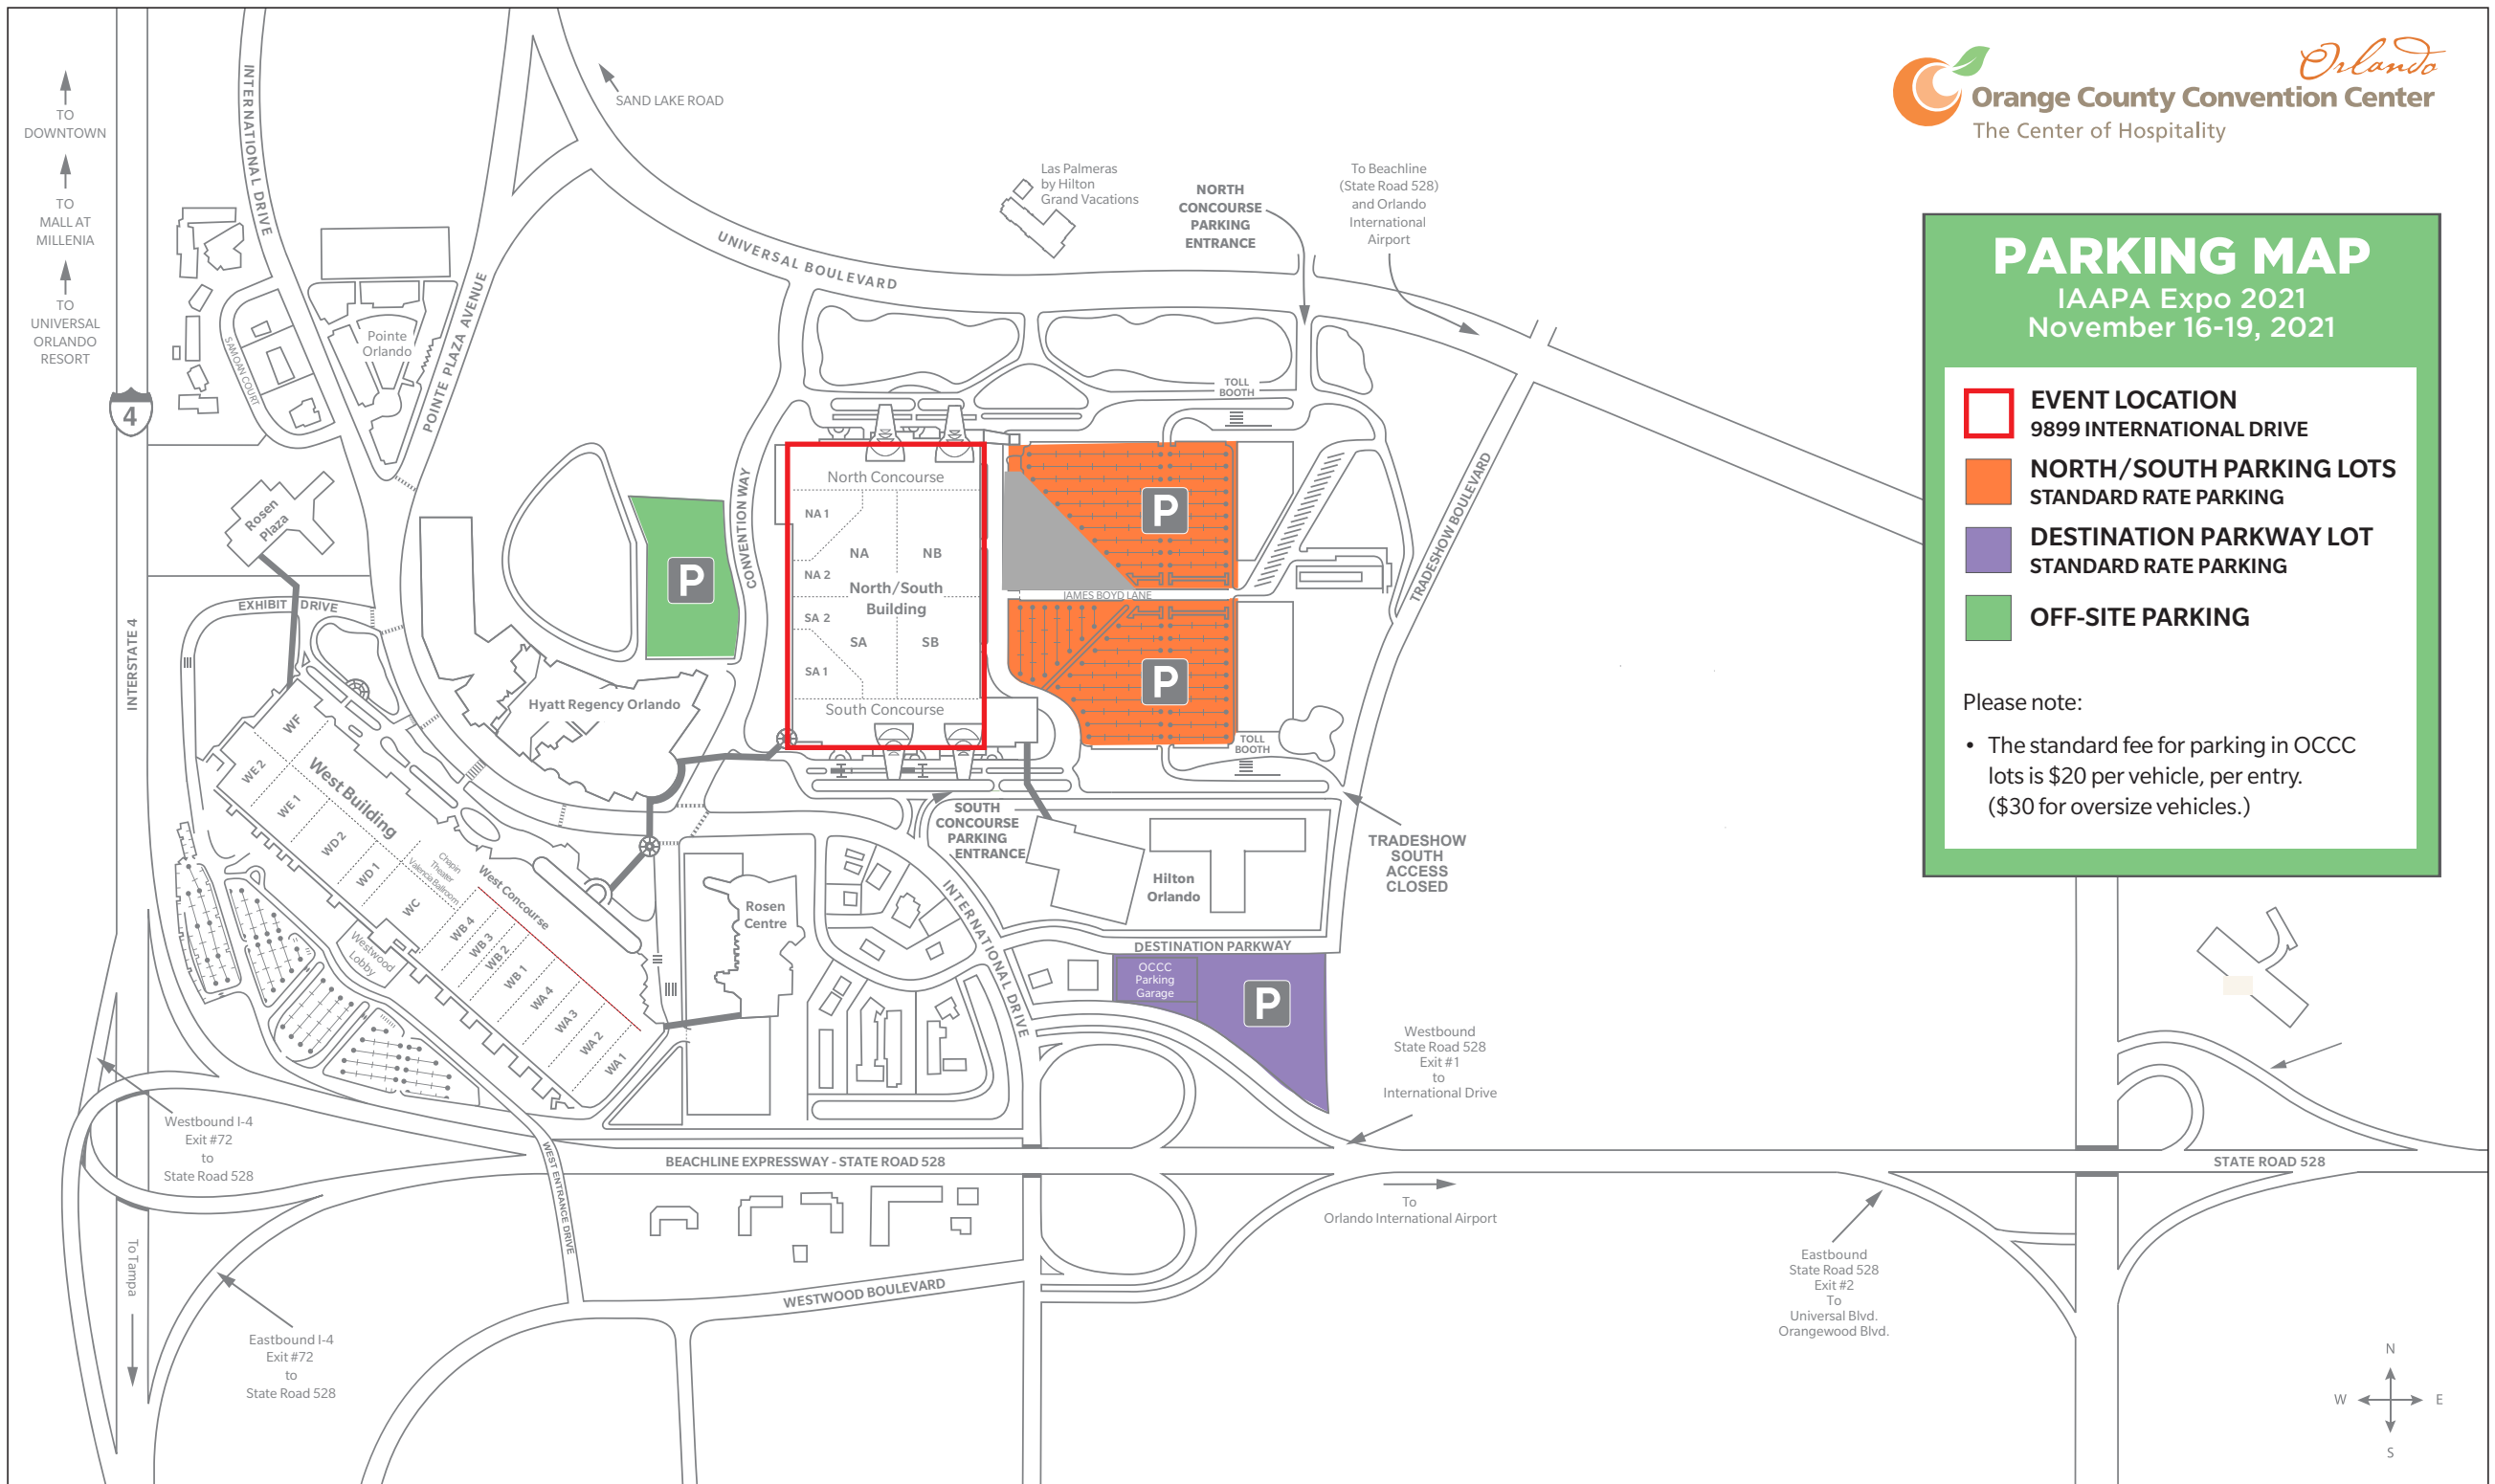 Orlando
Orange County Convention Center
The Center of Hospitality
PARKING MAP
IAAPA Expo 2021
November 16-19, 2021
EVENT LOCATION
9899 INTERNATIONAL DRIVE
NORTH/SOUTH PARKING LOTS
STANDARD RATE PARKING
DESTINATION PARKWAY LOT
STANDARD RATE PARKING
OFF-SITE PARKING
Please note:
• The standard fee for parking in OCCC
lots is $20 per vehicle, per entry.
($30 for oversize vehicles.)
TO
DOWNTOWN
TO
MALL AT
MILLENIA
TO
UNIVERSAL
ORLANDO
RESORT
4
INTERSTATE 4
INTERNATIONAL DRIVE
SAND LAKE ROAD
UNIVERSAL BOULEVARD
Las Palmeras
by Hilton
Grand Vacations
NORTH
CONCOURSE
PARKING
ENTRANCE
To Beachline
(State Road 528)
and Orlando
International
Airport
SAMOAN COURT
Pointe
Orlando
POINTE PLAZA AVENUE
TOLL
BOOTH
CONVENTION WAY
TRADESHOW BOULEVARD
Rosen
Plaza
EXHIBIT DRIVE
P
North Concourse
NA 1
NA
NB
NA 2
North/South
Building
SA 2
SA
SB
SA 1
South Concourse
P
JAMES BOYD LANE
P
TOLL
BOOTH
Hyatt Regency Orlando
WF
WE 2
WE 1
West Building
WD 2
WD 1
WC
Chapin
Theater
Valencia Ballroom
West Concourse
WB 4
WB 3
WB 2
WB 1
WA 4
WA 3
WA 2
WA 1
Westwood
Lobby
Rosen
Centre
SOUTH
CONCOURSE
PARKING
ENTRANCE
INTERNATIONAL DRIVE
Hilton
Orlando
TRADESHOW
SOUTH
ACCESS
CLOSED
DESTINATION PARKWAY
OCCC
Parking
Garage
P
INTERNATIONAL DRIVE
Westbound
State Road 528
Exit #1
to
International Drive
Westbound I-4
Exit #72
to
State Road 528
WEST ENTRANCE DRIVE
BEACHLINE EXPRESSWAY - STATE ROAD 528
STATE ROAD 528
To
Orlando International Airport
To Tampa
Eastbound I-4
Exit #72
to
State Road 528
WESTWOOD BOULEVARD
Eastbound
State Road 528
Exit #2
To
Universal Blvd.
Orangewood Blvd.
N
W
E
S